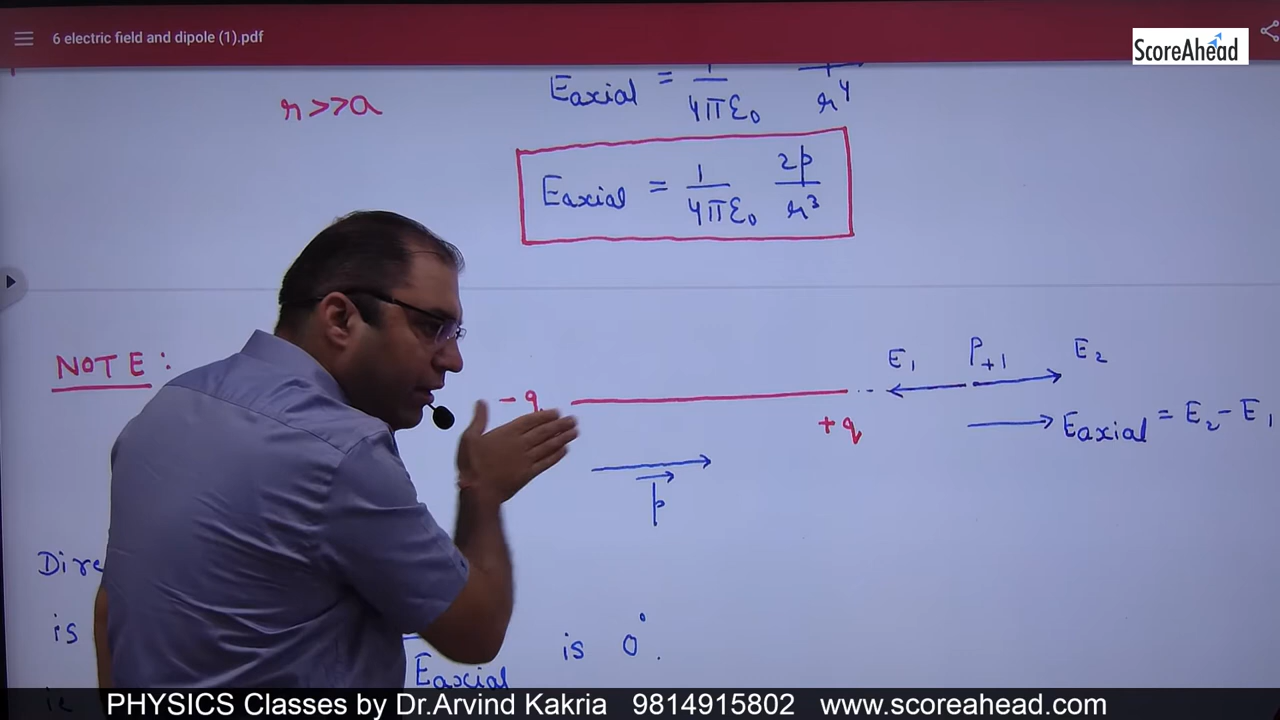 6 electric field and dipole (1).pdf
ScoreAhead
r>>a
Eaxial = 1/4πε₀ r⁴
Eaxial = 1/4πε₀ 2p/r³
NOTE :
E₁ P₊₁ E₂
-q +q
Eaxial = E₂ - E₁
p⃗
is Eaxial is 0°.
PHYSICS Classes by Dr.Arvind Kakria 9814915802 www.scoreahead.com